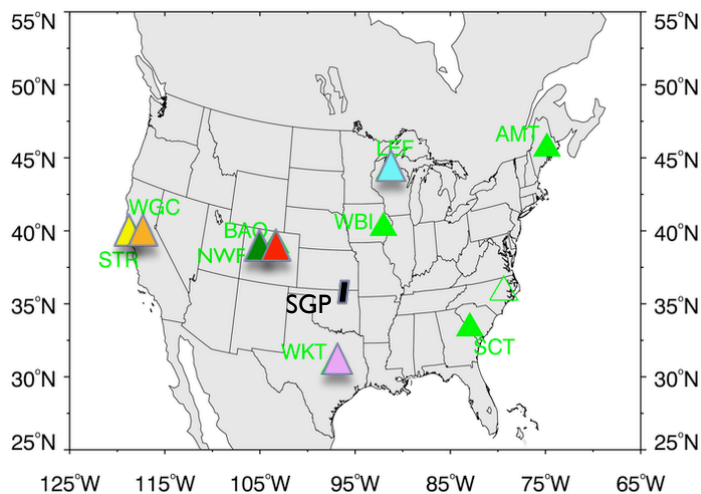 55°N 55°N
50°N 50°N
AMT
LEF
45°N 45°N
WGC
WBI
BAO
40°N 40°N
STR
NWF
SGP
35°N 35°N
WKT
SCT
30°N 30°N
25°N 25°N
125°W 115°W 105°W 95°W 85°W 75°W 65°W